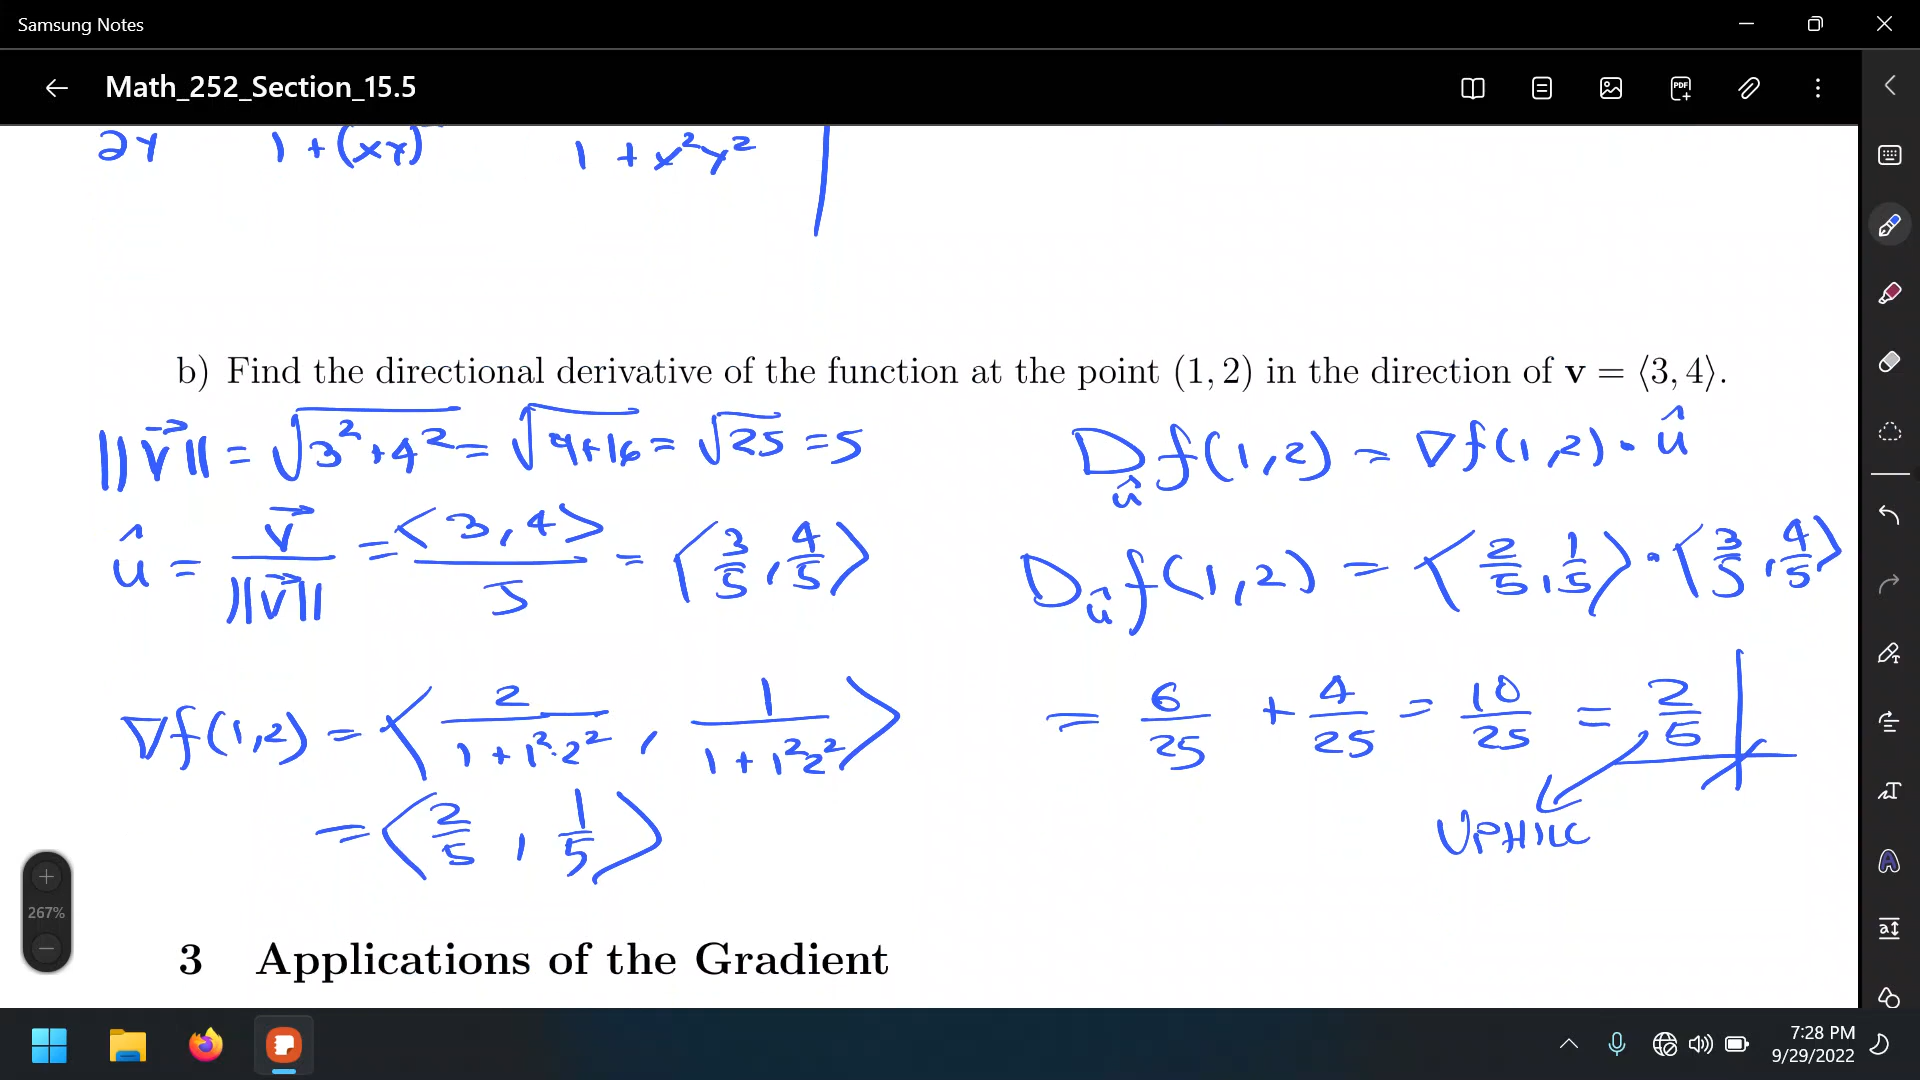 Samsung Notes
Math_252_Section_15.5
∂y 1 + (xy) 1 + x²y²
b) Find the directional derivative of the function at the point (1, 2) in the direction of v = ⟨3, 4⟩.
||v⃗|| = √(3² + 4²) = √(9+16) = √25 = 5
D_û f(1,2) = ∇f(1,2) · û
û = v⃗/||v⃗|| = <3,4>/5 = ⟨3/5, 4/5⟩
D_û f(1,2) = ⟨2/5, 1/5⟩ · ⟨3/5, 4/5⟩
∇f(1,2) = ⟨2/(1 + 1²·2²), 1/(1 + 1²2²)⟩
= 6/25 + 4/25 = 10/25 = 2/5
= ⟨2/5, 1/5⟩
UPHILL
267%
3 Applications of the Gradient
7:28 PM
9/29/2022